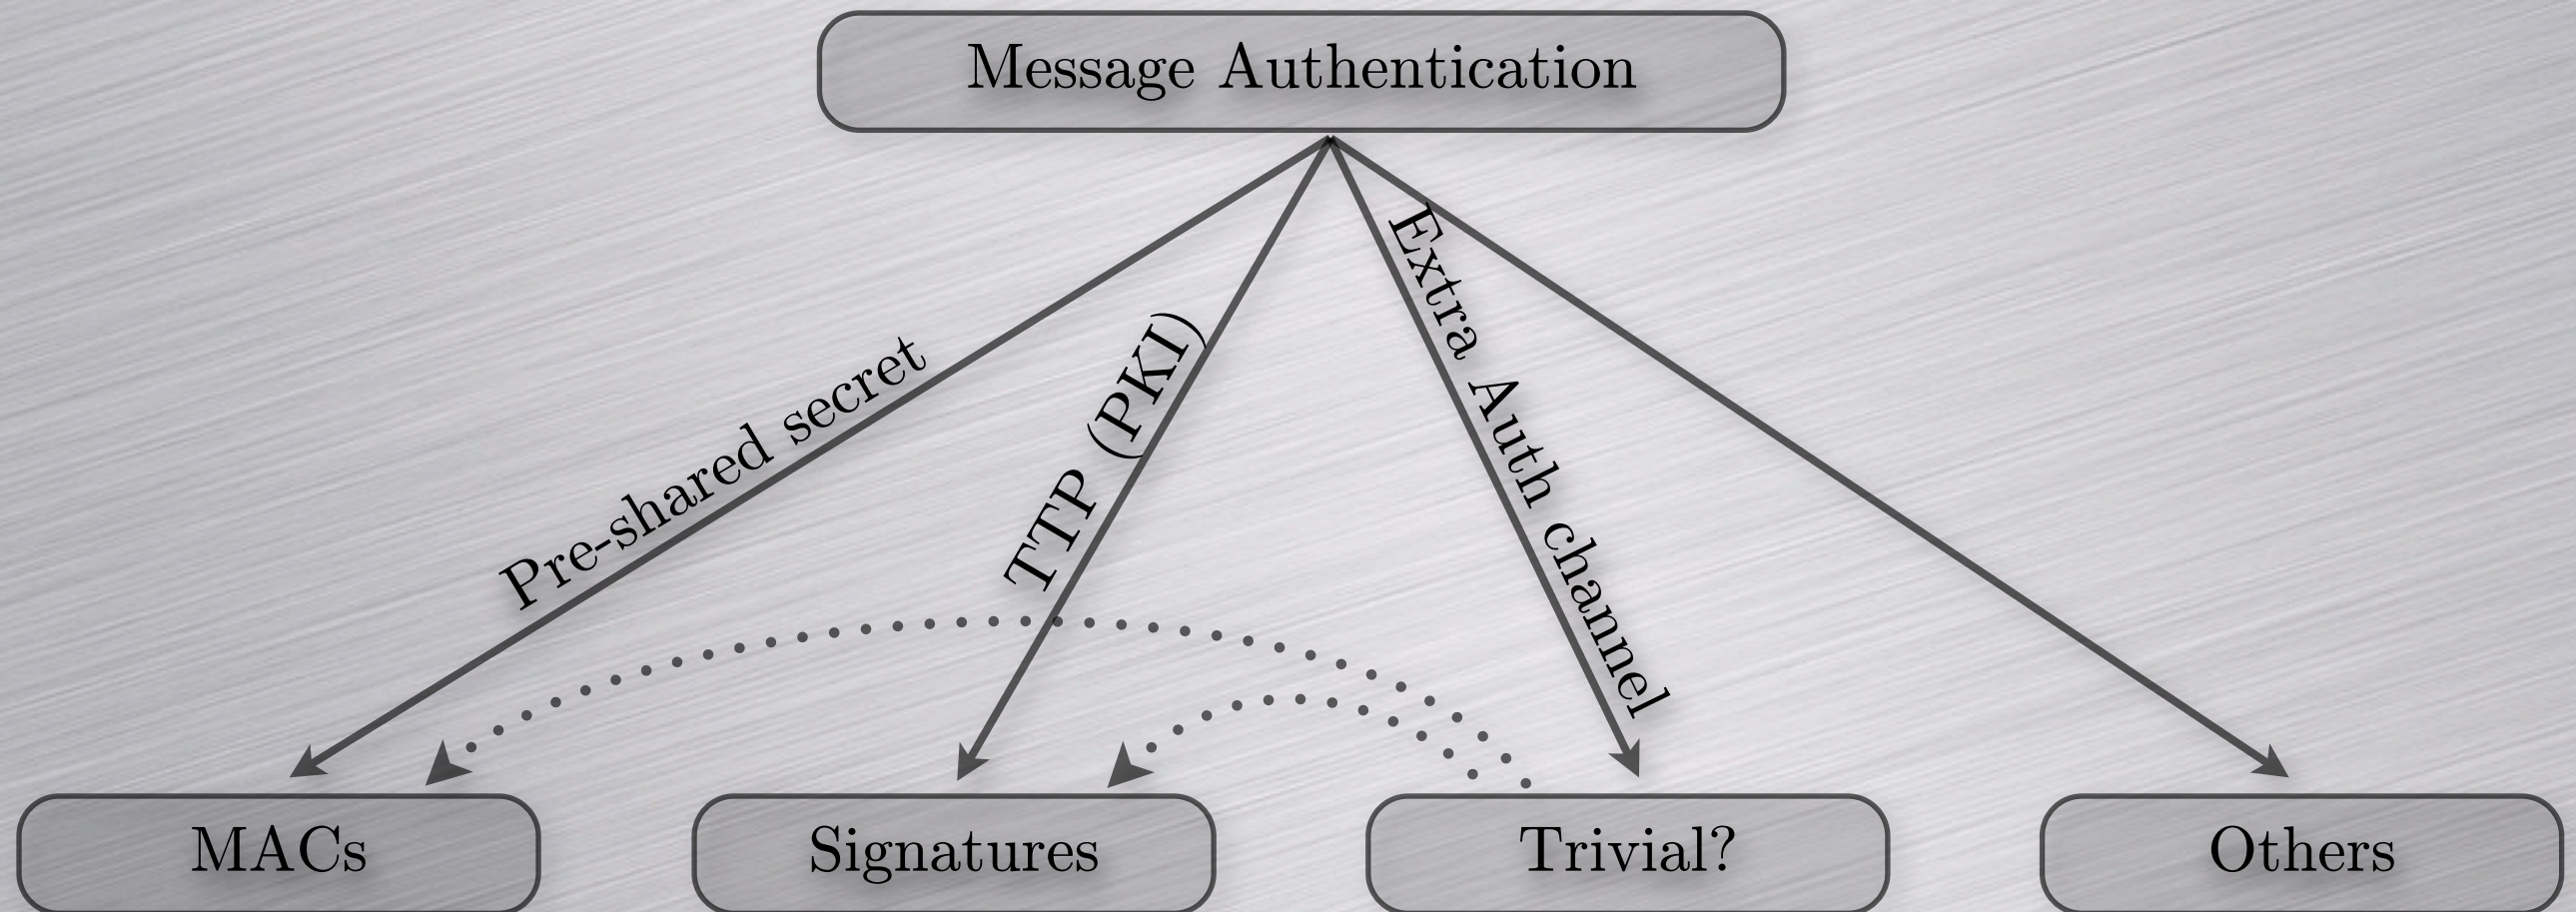 Message Authentication
Pre-shared secret
TTP (PKI)
Extra Auth channel
MACs
Signatures
Trivial?
Others